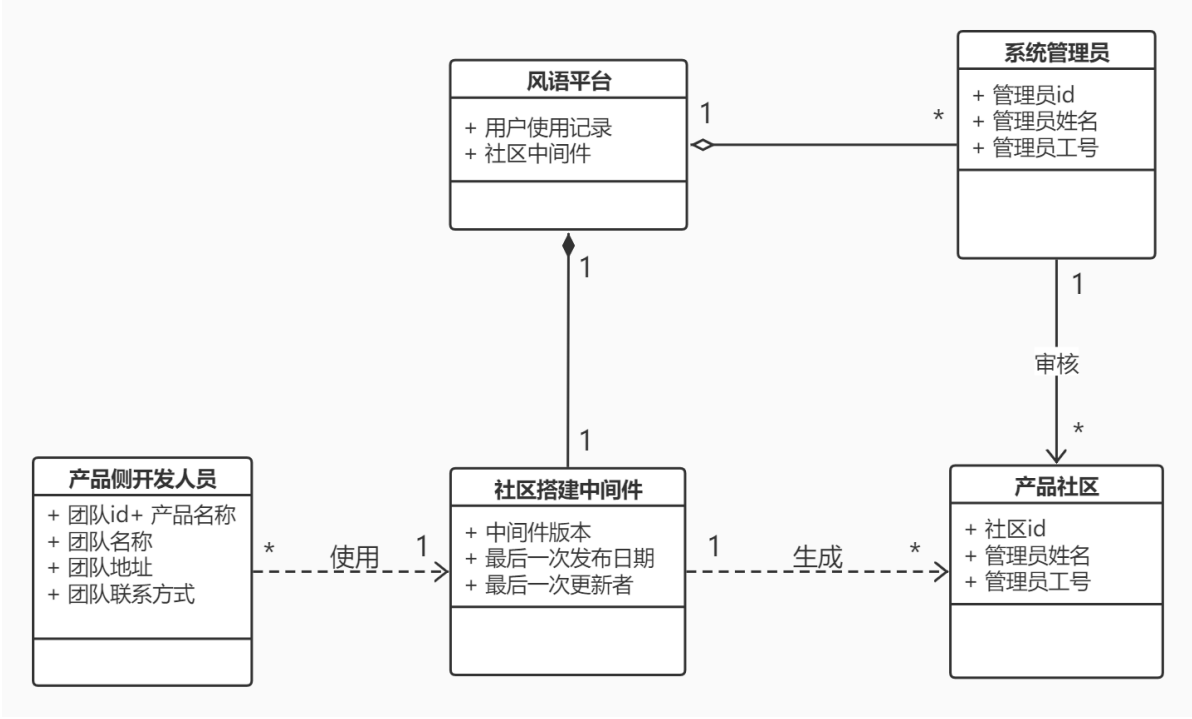 系统管理员
+ 管理员id
+ 管理员姓名
+ 管理员工号
风语平台
+ 用户使用记录
+ 社区中间件
1
*
1
1
1
审核
*
产品侧开发人员
+ 团队id+ 产品名称
+ 团队名称
+ 团队地址
+ 团队联系方式
*
使用
1
社区搭建中间件
+ 中间件版本
+ 最后一次发布日期
+ 最后一次更新者
1
生成
*
产品社区
+ 社区id
+ 管理员姓名
+ 管理员工号